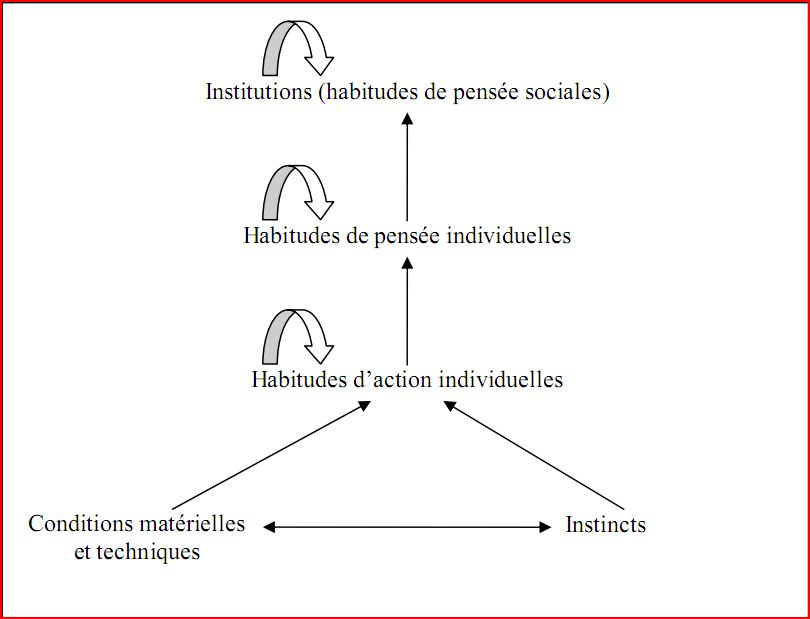 Institutions (habitudes de pensée sociales)
Habitudes de pensée individuelles
Habitudes d’action individuelles
Conditions matérielles
et techniques
Instincts